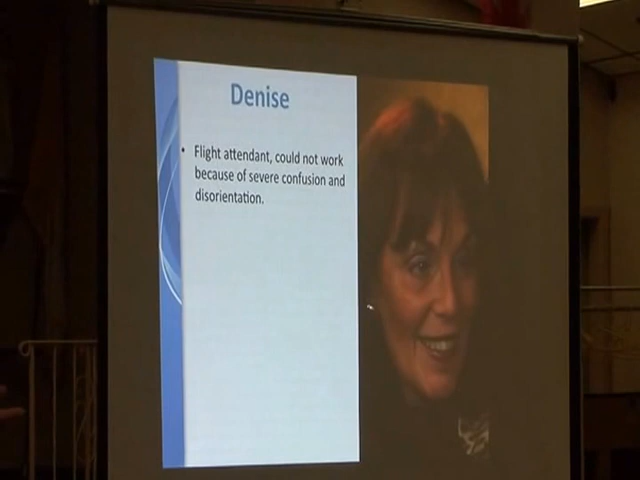 Denise
• Flight attendant, could not work
because of severe confusion and
disorientation.